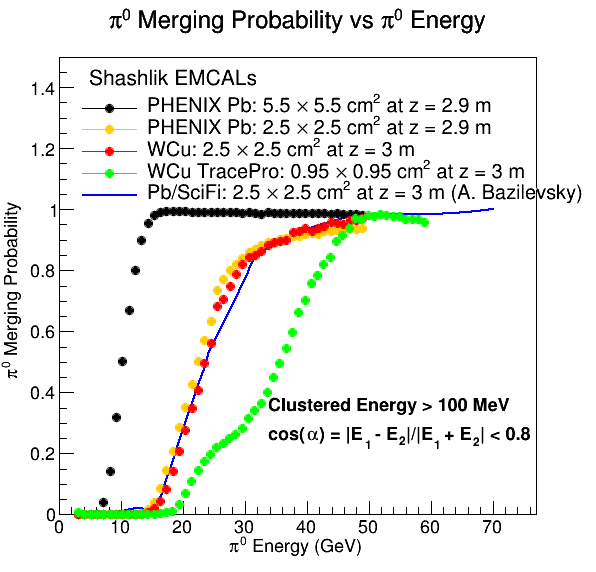 π⁰ Merging Probability vs π⁰ Energy
Shashlik EMCALs
PHENIX Pb: 5.5 × 5.5 cm² at z = 2.9 m
PHENIX Pb: 2.5 × 2.5 cm² at z = 2.9 m
WCu: 2.5 × 2.5 cm² at z = 3 m
WCu TracePro: 0.95 × 0.95 cm² at z = 3 m
Pb/SciFi: 2.5 × 2.5 cm² at z = 3 m (A. Bazilevsky)
π⁰ Merging Probability
1.4
1.2
1
0.8
0.6
0.4
0.2
0
Clustered Energy > 100 MeV
cos(α) = |E₁ - E₂|/|E₁ + E₂| < 0.8
0 10 20 30 40 50 60 70
π⁰ Energy (GeV)